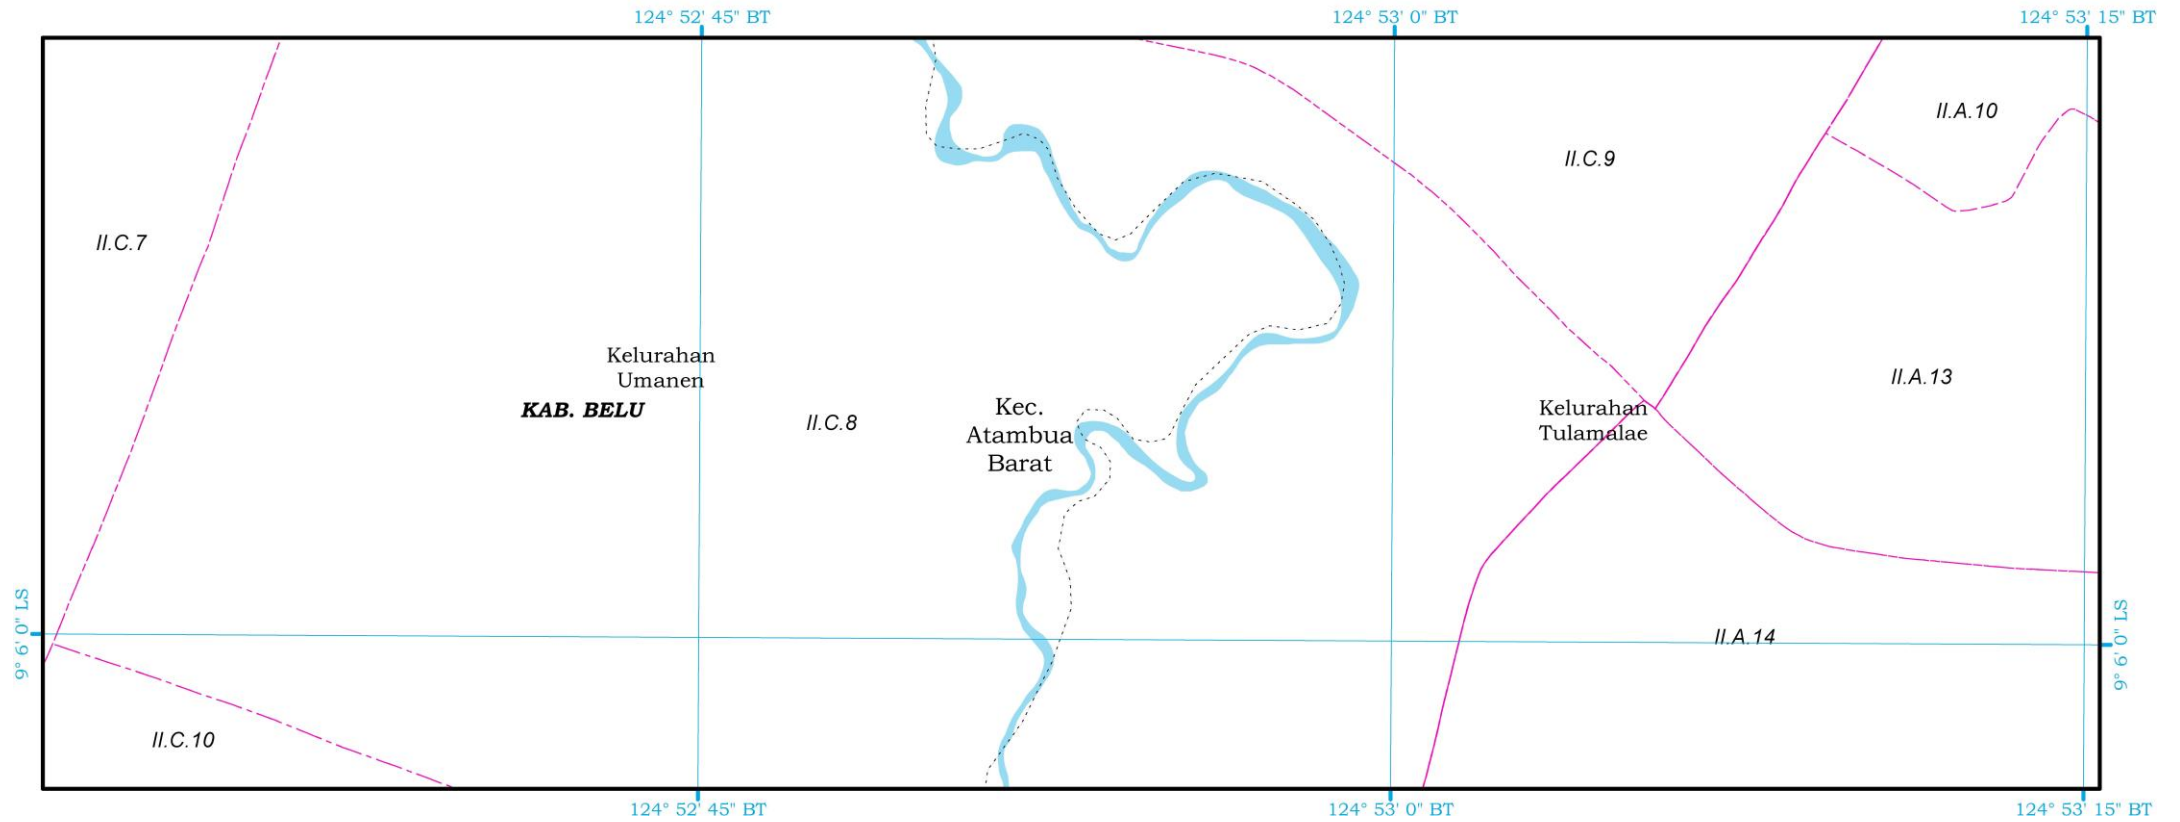 124° 52' 45" BT
124° 53' 0" BT
124° 53' 15" BT
II.A.10
II.C.9
II.C.7
Kelurahan
Umanen
KAB. BELU
II.C.8
Kec.
Atambua
Barat
Kelurahan
Tulamalae
II.A.13
9° 6' 0" LS
II.A.14
9° 6' 0" LS
II.C.10
124° 52' 45" BT
124° 53' 0" BT
124° 53' 15" BT